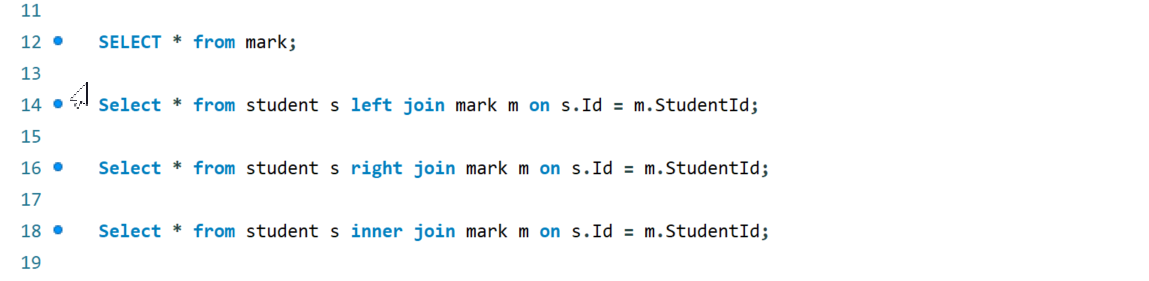 11
12 SELECT * from mark;
13
14 Select * from student s left join mark m on s.Id = m.StudentId;
15
16 Select * from student s right join mark m on s.Id = m.StudentId;
17
18 Select * from student s inner join mark m on s.Id = m.StudentId;
19